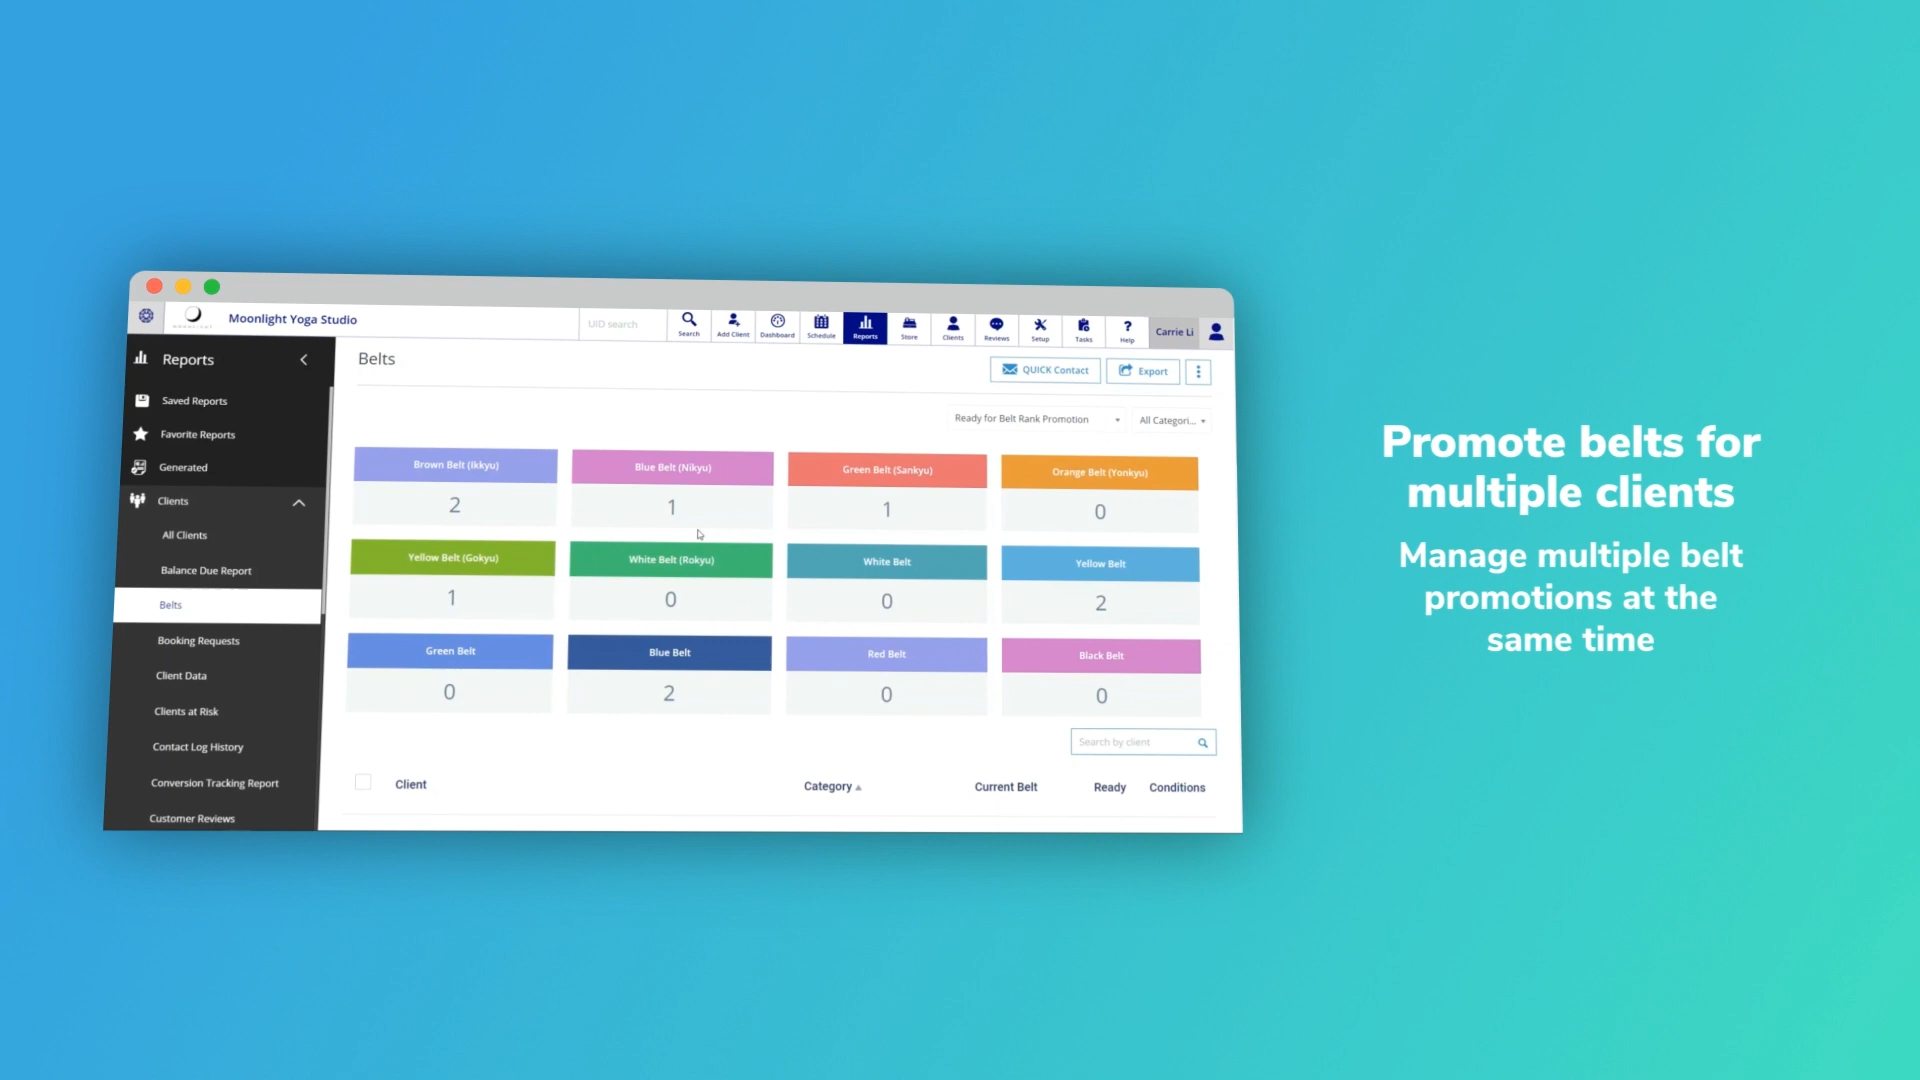 Moonlight Yoga Studio
UID search
Search
Add Client
Dashboard
Schedule
Reports
Store
Clients
Reviews
Setup
Tasks
Help
Carrie Li
Reports
Saved Reports
Favorite Reports
Generated
Clients
All Clients
Balance Due Report
Belts
Booking Requests
Client Data
Clients at Risk
Contact Log History
Conversion Tracking Report
Customer Reviews
Belts
QUICK Contact
Export
Ready for Belt Rank Promotion
All Categori...
Brown Belt (Ikkyu)
2
Blue Belt (Nikyu)
1
Green Belt (Sankyu)
1
Orange Belt (Yonkyu)
0
Yellow Belt (Gokyu)
1
White Belt (Rokyu)
0
White Belt
0
Yellow Belt
2
Green Belt
0
Blue Belt
2
Red Belt
0
Black Belt
0
Search by client
Client
Category
Current Belt
Ready
Conditions
Promote belts for
multiple clients
Manage multiple belt
promotions at the
same time